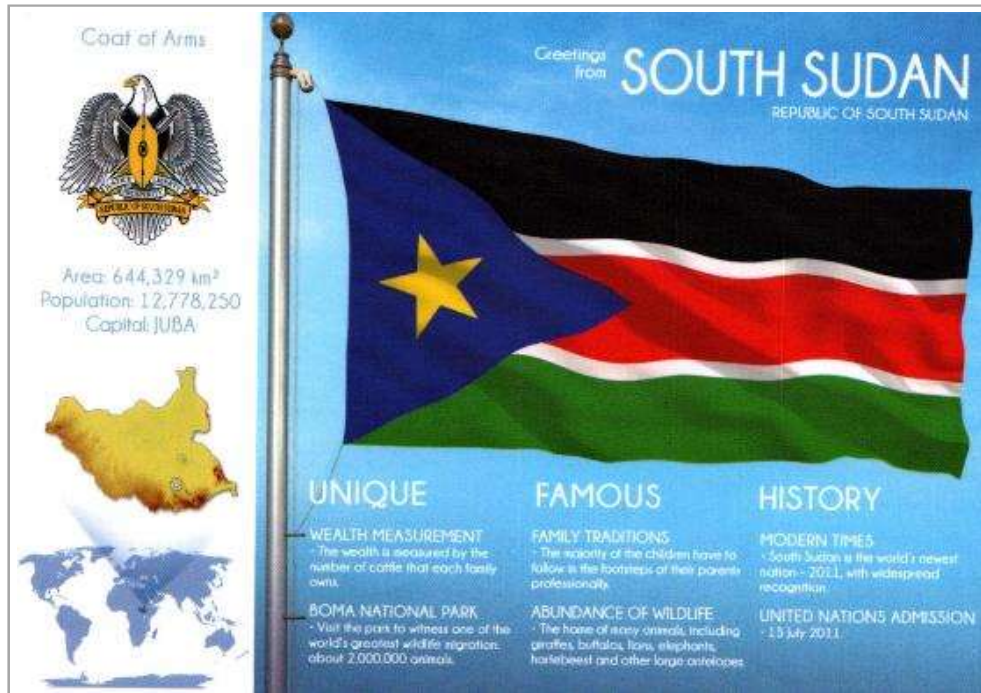 Coat of Arms
REPUBLIC OF SOUTH SUDAN
Area: 644,329 km²
Population: 12,778,250
Capital: JUBA
Greetings
from
SOUTH SUDAN
REPUBLIC OF SOUTH SUDAN
UNIQUE
WEALTH MEASUREMENT
- The wealth is measured by the
number of cattle that each family
owns.
BOMA NATIONAL PARK
- Visit the park to witness one of the
world's greatest wildlife migration:
about 2.000.000 animals.
FAMOUS
FAMILY TRADITIONS
- The majority of the children have to
follow in the footsteps of their parents
professionally.
ABUNDANCE OF WILDLIFE
- The home of many animals, including
giraffes, buffalos, lions, elephants,
hartebeest and other large antelopes.
HISTORY
MODERN TIMES
- South Sudan is the world's newest
nation - 2011, with widespread
recognition.
UNITED NATIONS ADMISSION
- 13 July 2011.